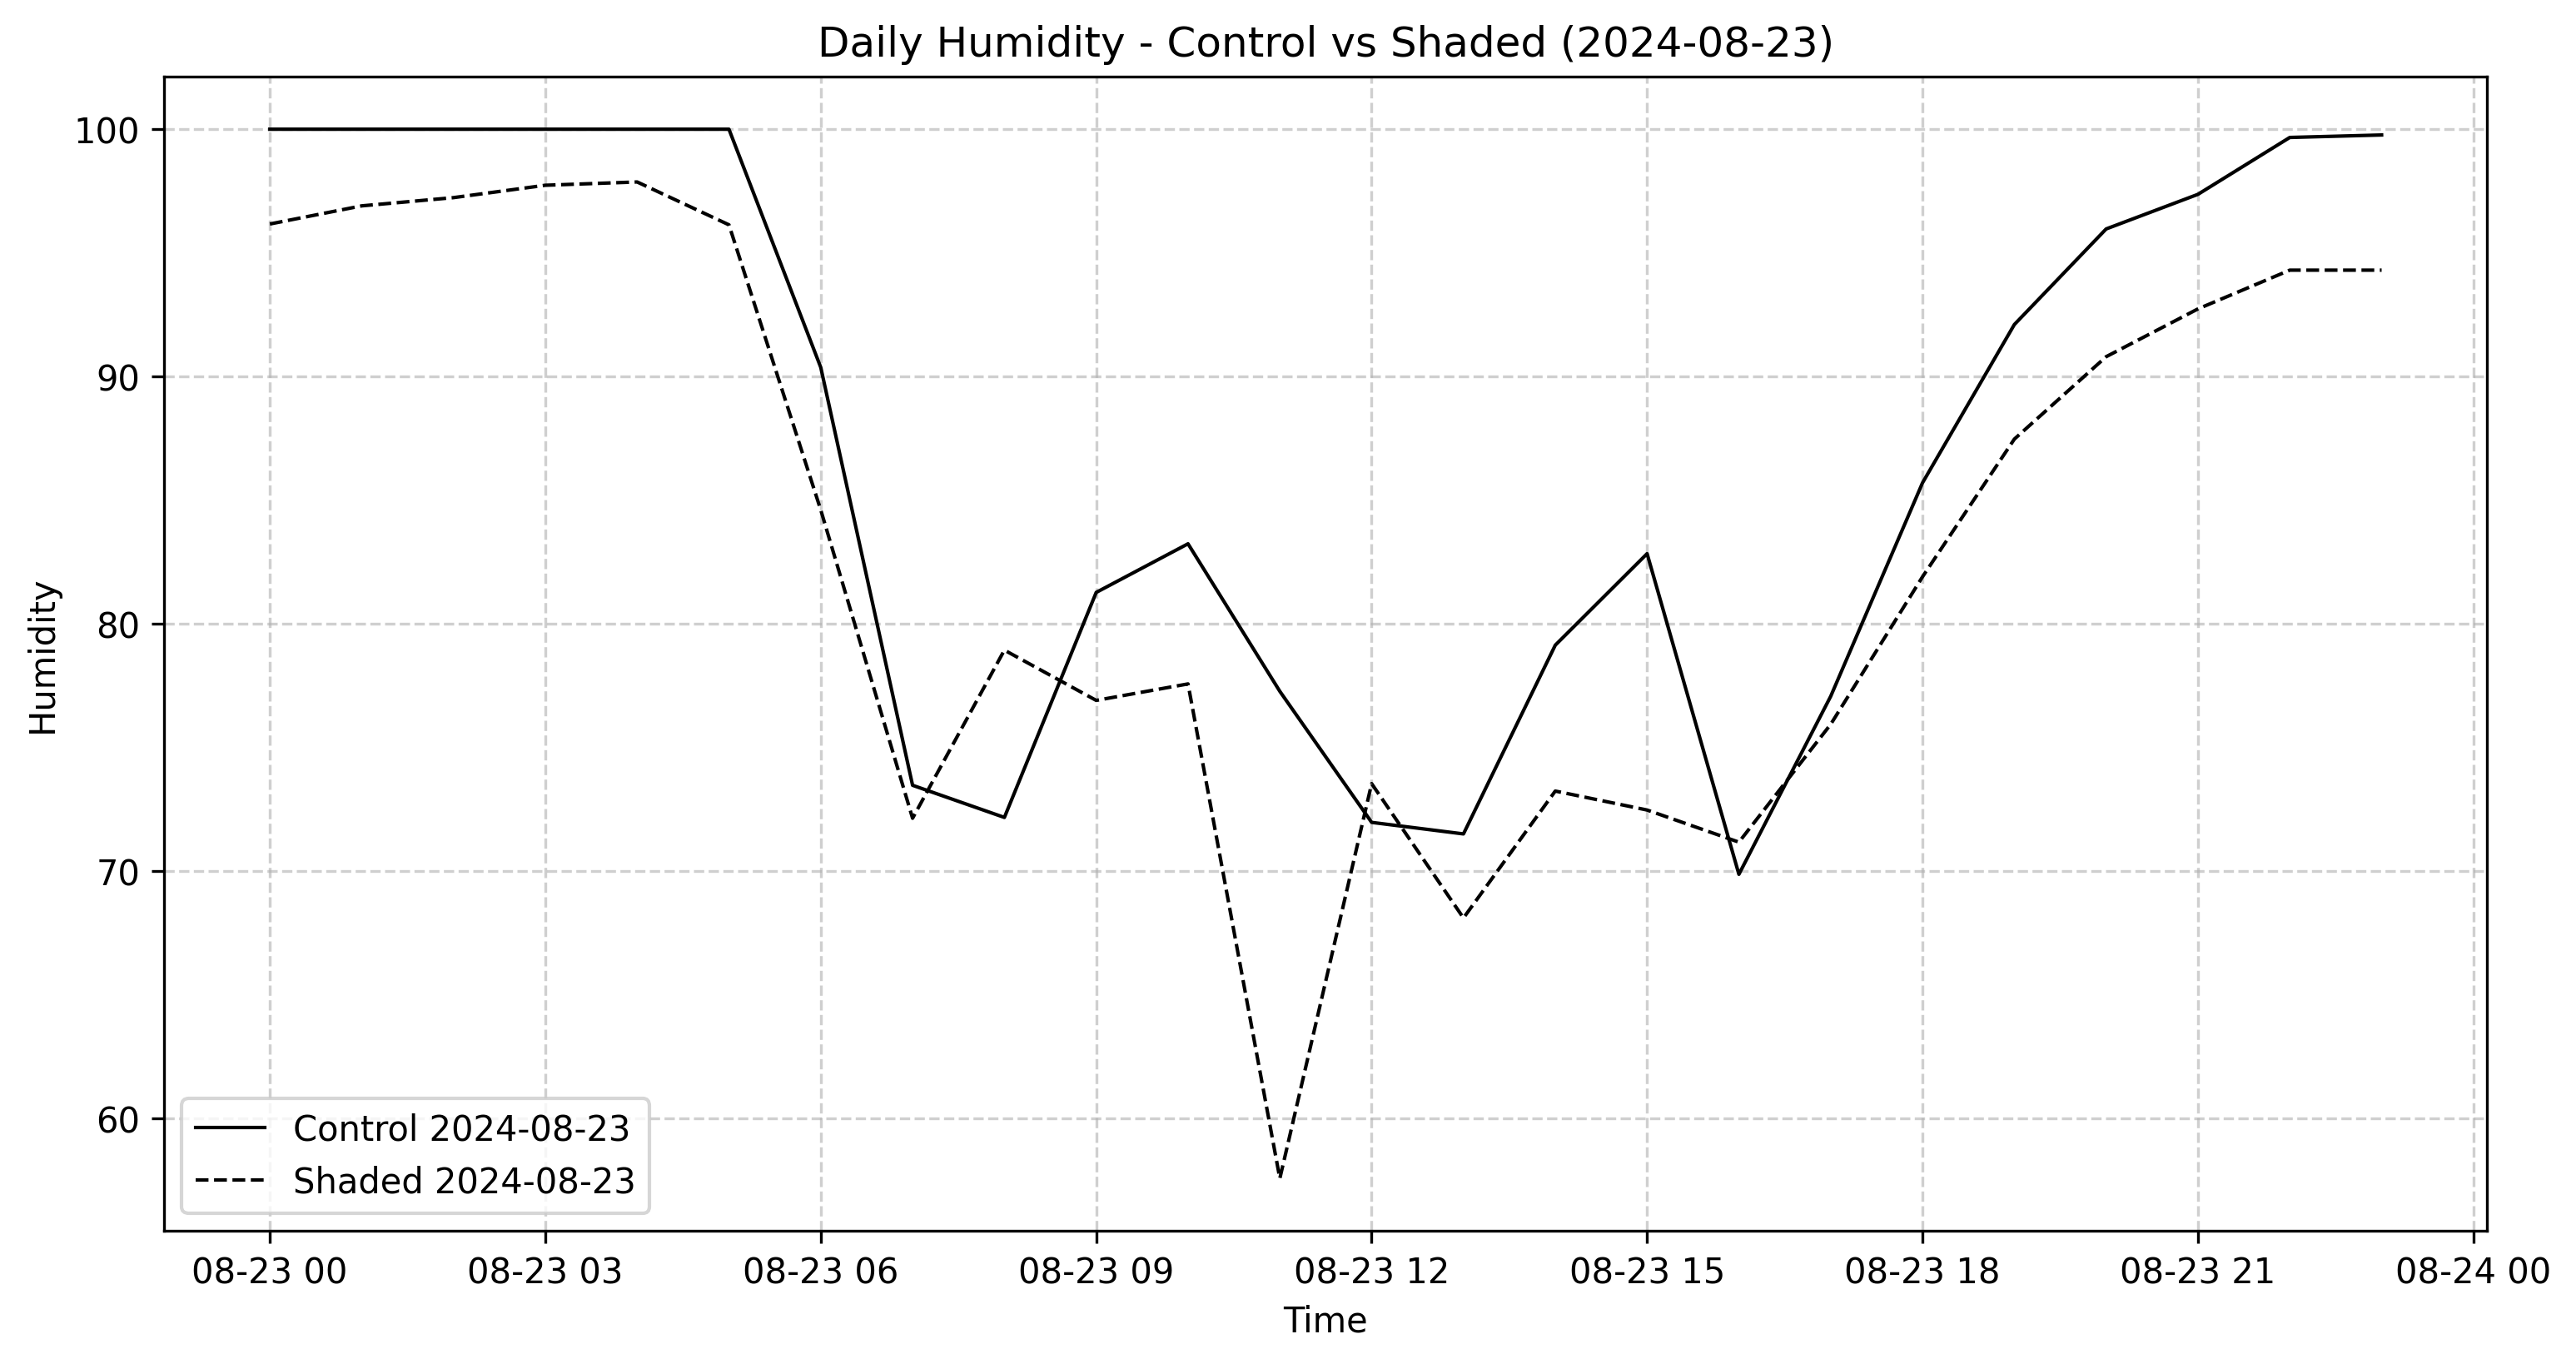 Daily Humidity - Control vs Shaded (2024-08-23)
Humidity
100
90
80
70
60
Control 2024-08-23
Shaded 2024-08-23
08-23 00
08-23 03
08-23 06
08-23 09
08-23 12
08-23 15
08-23 18
08-23 21
08-24 00
Time